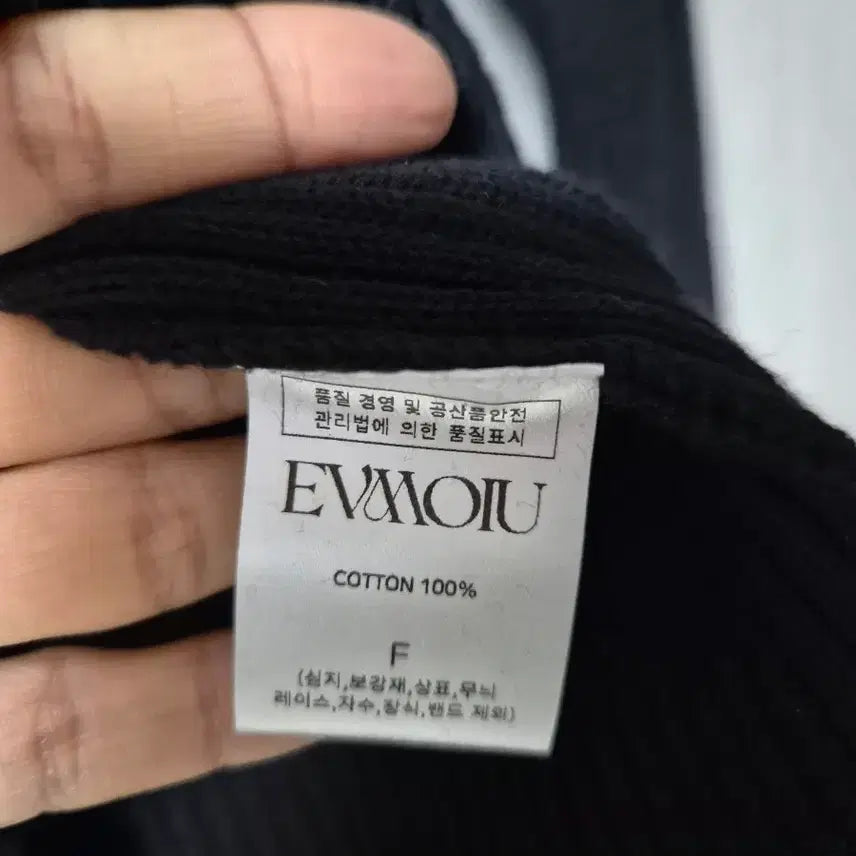 품질 경영 및 공산품안전
관리법에 의한 품질표시
EVMOIU
COTTON 100%
F
(심지,보강재,상표,무늬
레이스,자수,장식,밴드 제외)